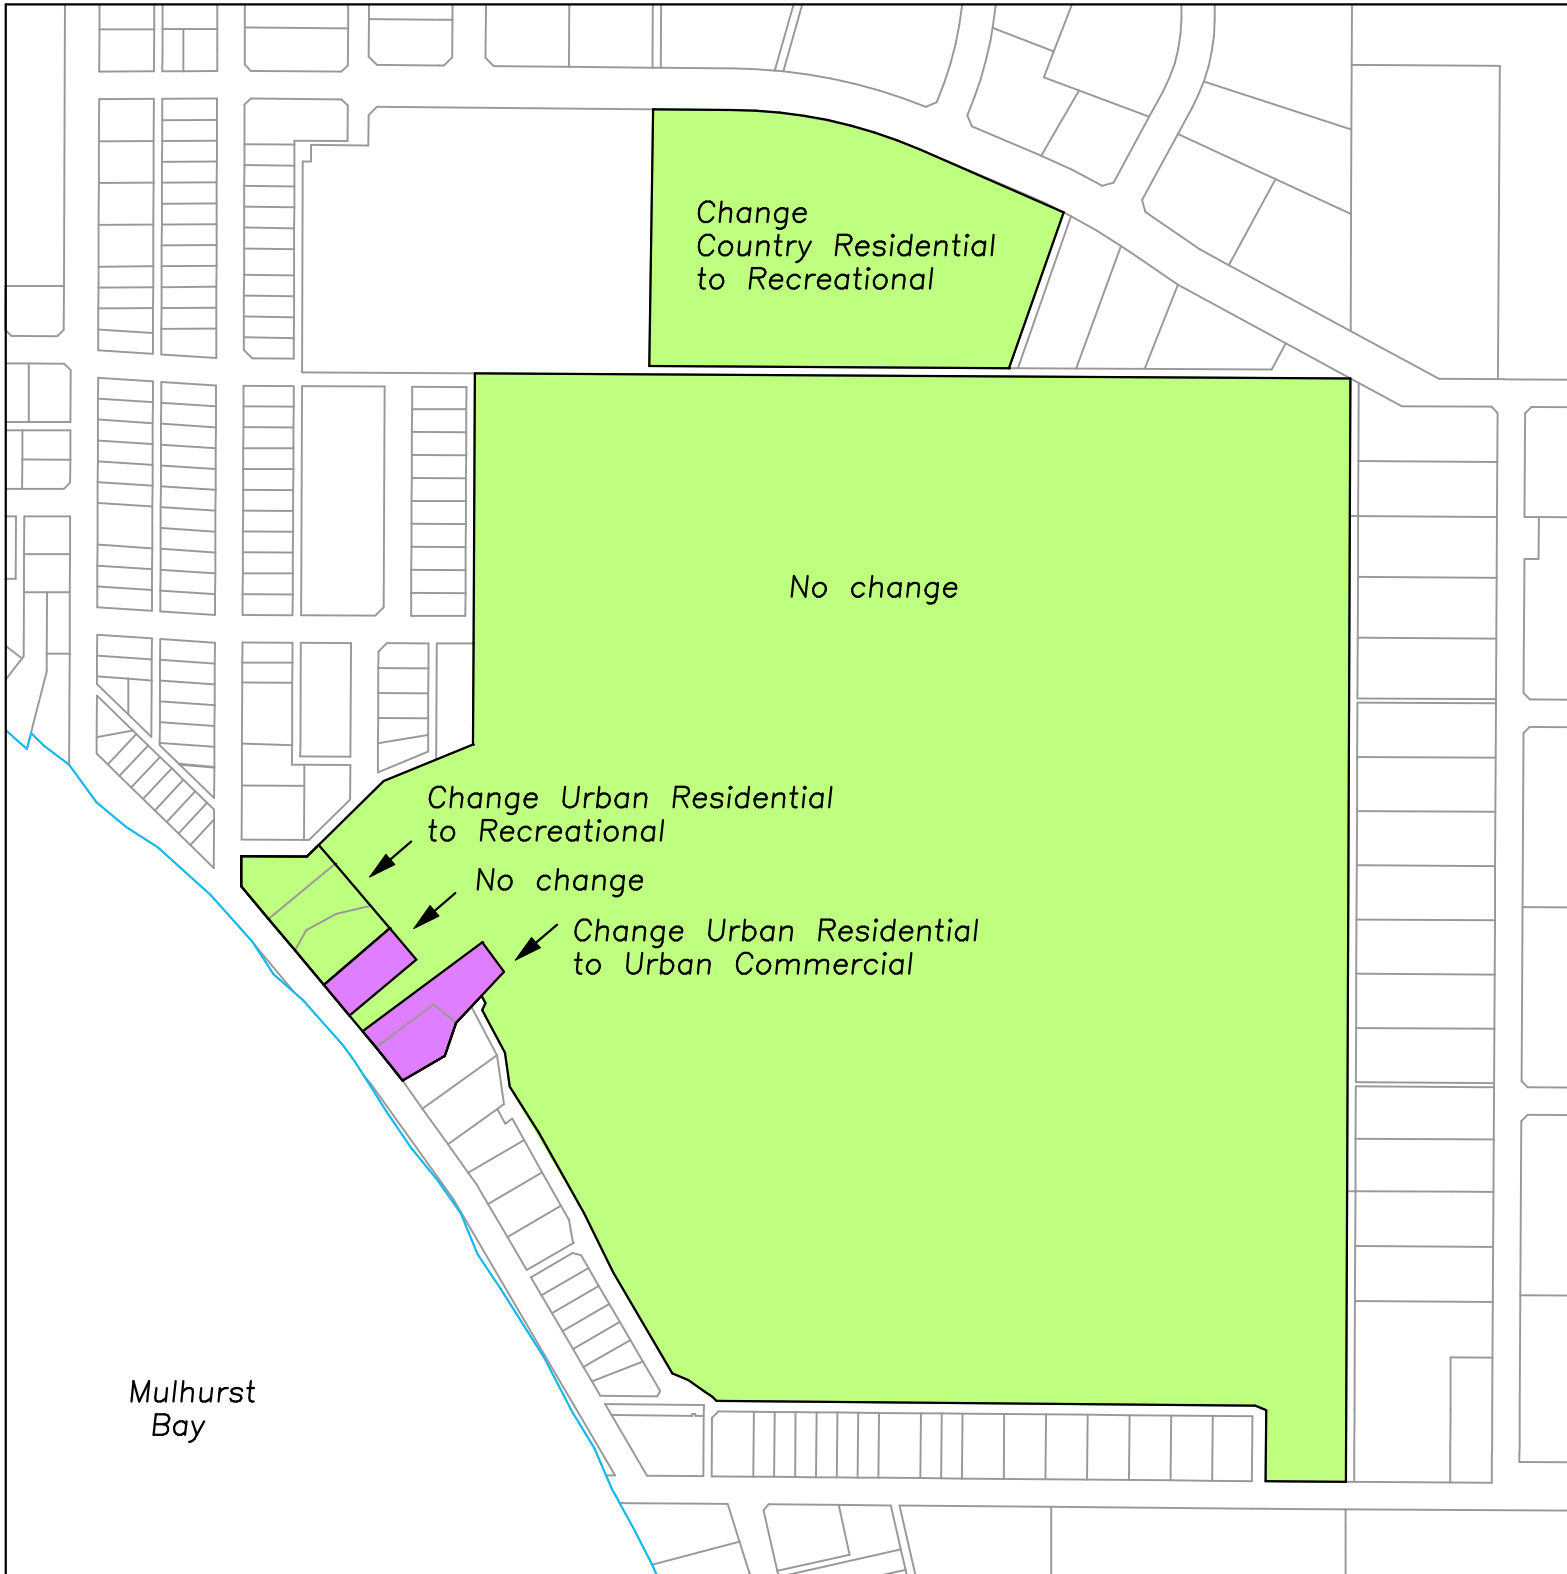 Change
Country Residential
to Recreational
No change
Change Urban Residential
to Recreational
No change
Change Urban Residential
to Urban Commercial
Mulhurst
Bay